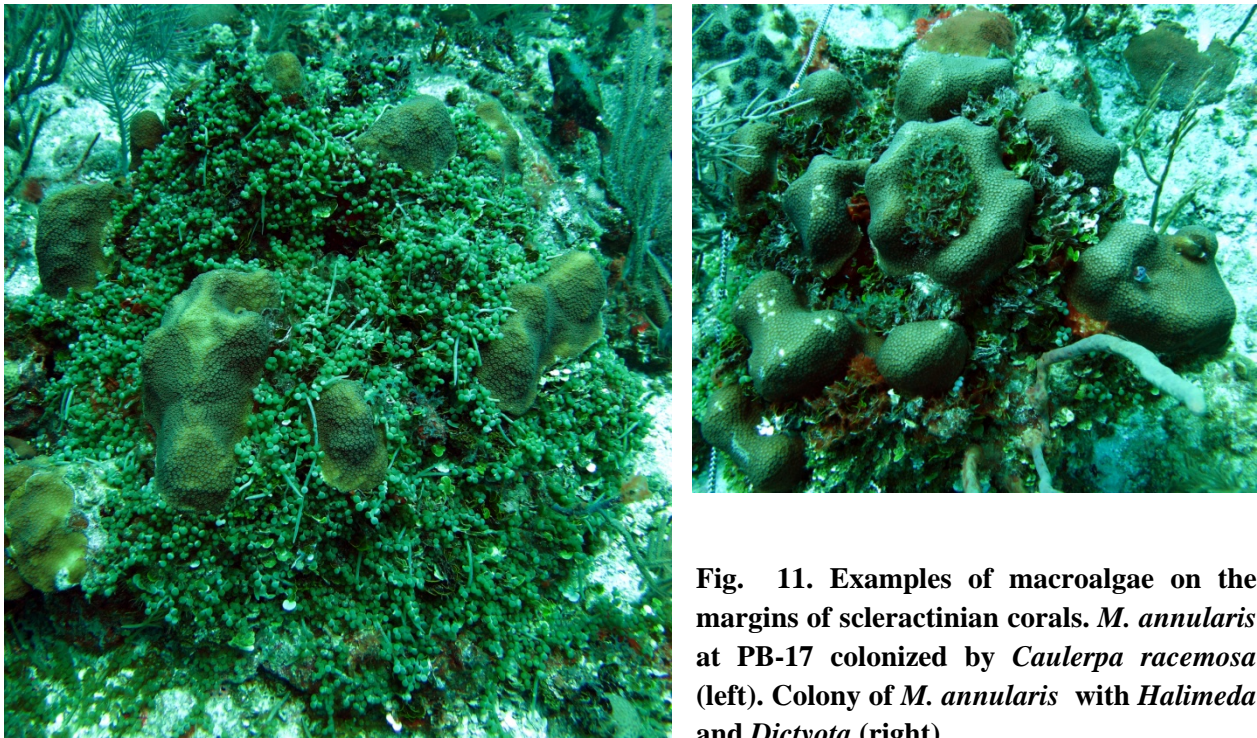 Fig. 11. Examples of macroalgae on the
margins of scleractinian corals. M. annularis
at PB-17 colonized by Caulerpa racemosa
(left). Colony of M. annularis with Halimeda
and Dictyota (right)